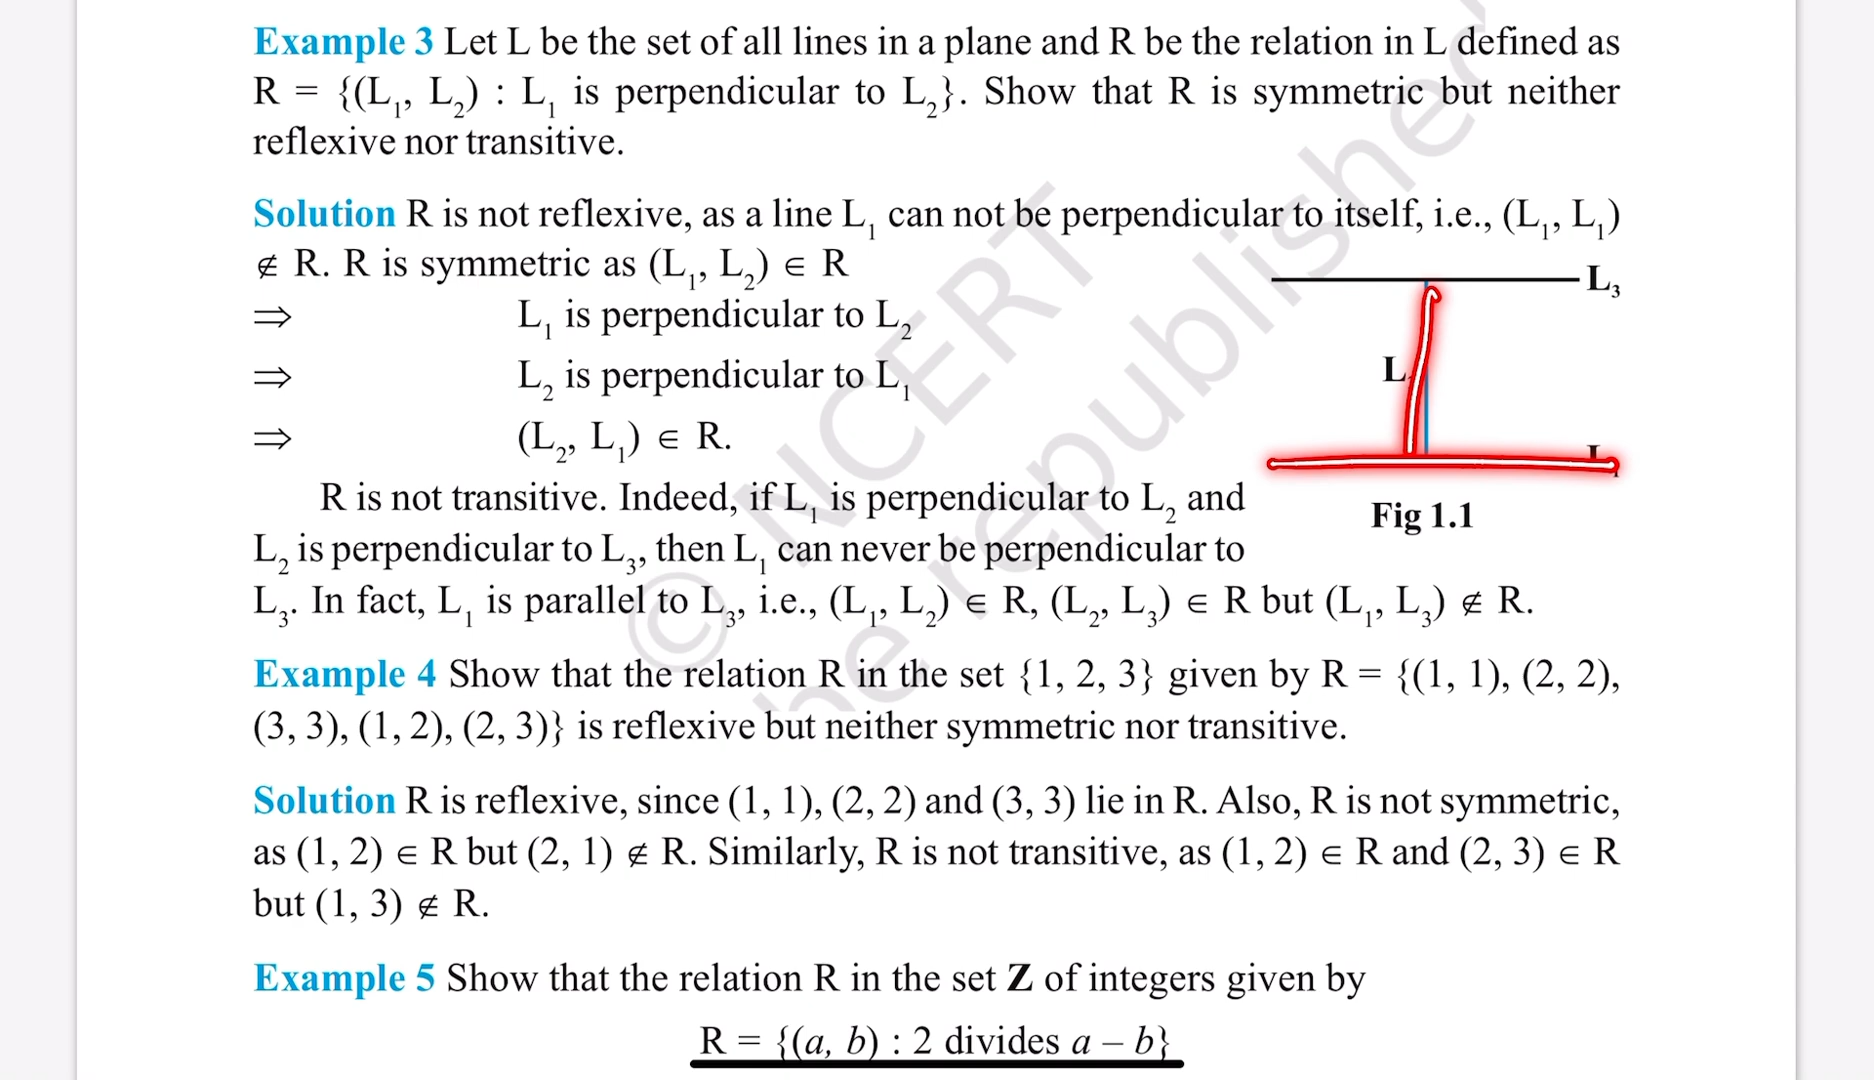 Example 3 Let L be the set of all lines in a plane and R be the relation in L defined as
R = {(L₁, L₂) : L₁ is perpendicular to L₂}. Show that R is symmetric but neither
reflexive nor transitive.
Solution R is not reflexive, as a line L₁ can not be perpendicular to itself, i.e., (L₁, L₁)
∉ R. R is symmetric as (L₁, L₂) ∈ R
⇒ L₁ is perpendicular to L₂
⇒ L₂ is perpendicular to L₁
⇒ (L₂, L₁) ∈ R.
L₃
L
Fig 1.1
R is not transitive. Indeed, if L₁ is perpendicular to L₂ and
L₂ is perpendicular to L₃, then L₁ can never be perpendicular to
L₃. In fact, L₁ is parallel to L₃, i.e., (L₁, L₂) ∈ R, (L₂, L₃) ∈ R but (L₁, L₃) ∉ R.
Example 4 Show that the relation R in the set {1, 2, 3} given by R = {(1, 1), (2, 2),
(3, 3), (1, 2), (2, 3)} is reflexive but neither symmetric nor transitive.
Solution R is reflexive, since (1, 1), (2, 2) and (3, 3) lie in R. Also, R is not symmetric,
as (1, 2) ∈ R but (2, 1) ∉ R. Similarly, R is not transitive, as (1, 2) ∈ R and (2, 3) ∈ R
but (1, 3) ∉ R.
Example 5 Show that the relation R in the set Z of integers given by
R = {(a, b) : 2 divides a – b}
© NCERT
republished